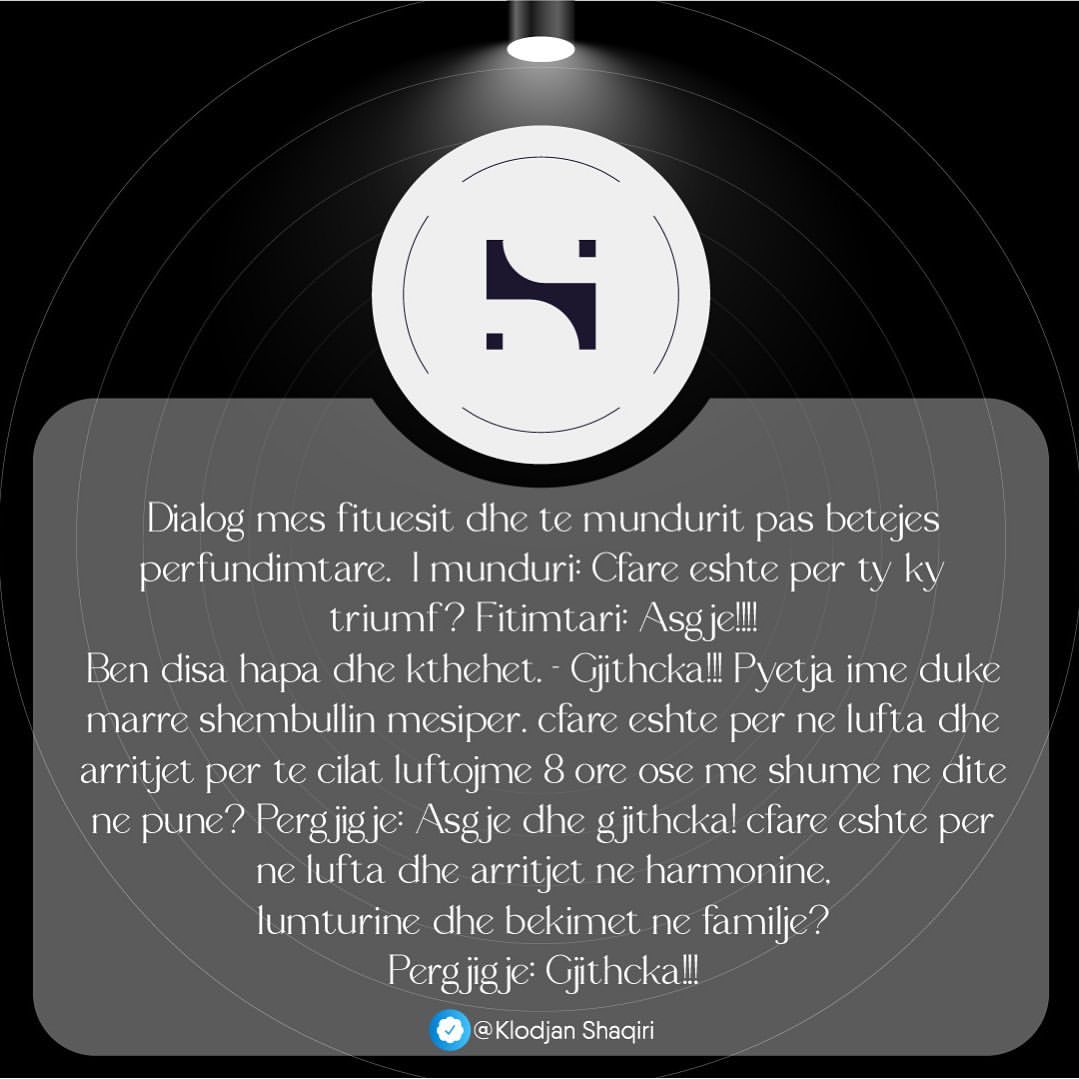 Dialog mes fituesit dhe te mundurit pas betejes
perfundimtare. I munduri: Cfare eshte per ty ky
triumf? Fitimtari: Asgje!!!!
Ben disa hapa dhe kthehet. - Gjithcka!!! Pyetja ime duke
marre shembullin mesiper. cfare eshte per ne lufta dhe
arritjet per te cilat luftojme 8 ore ose me shume ne dite
ne pune? Pergjigje: Asgje dhe gjithcka! cfare eshte per
ne lufta dhe arritjet ne harmonine,
lumturine dhe bekimet ne familje?
Pergjigje: Gjithcka!!!
@Klodjan Shaqiri